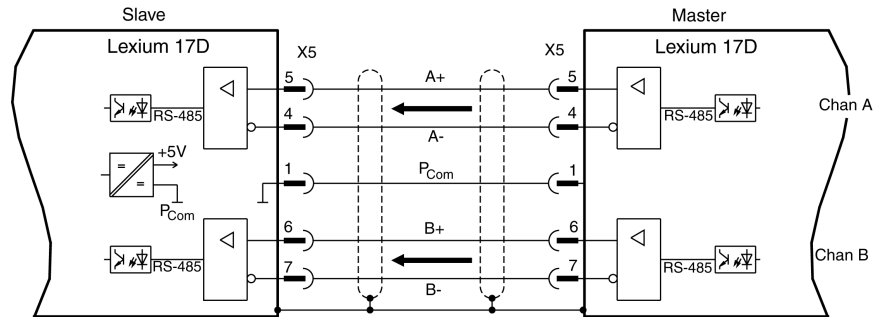 Slave Master
Lexium 17D X5 X5 Lexium 17D
5 A+ 5
RS-485 4 A- 4 RS-485 Chan A
+5V
= = 1 PCom 1
PCom
6 B+ 6
RS-485 7 B- 7 RS-485 Chan B